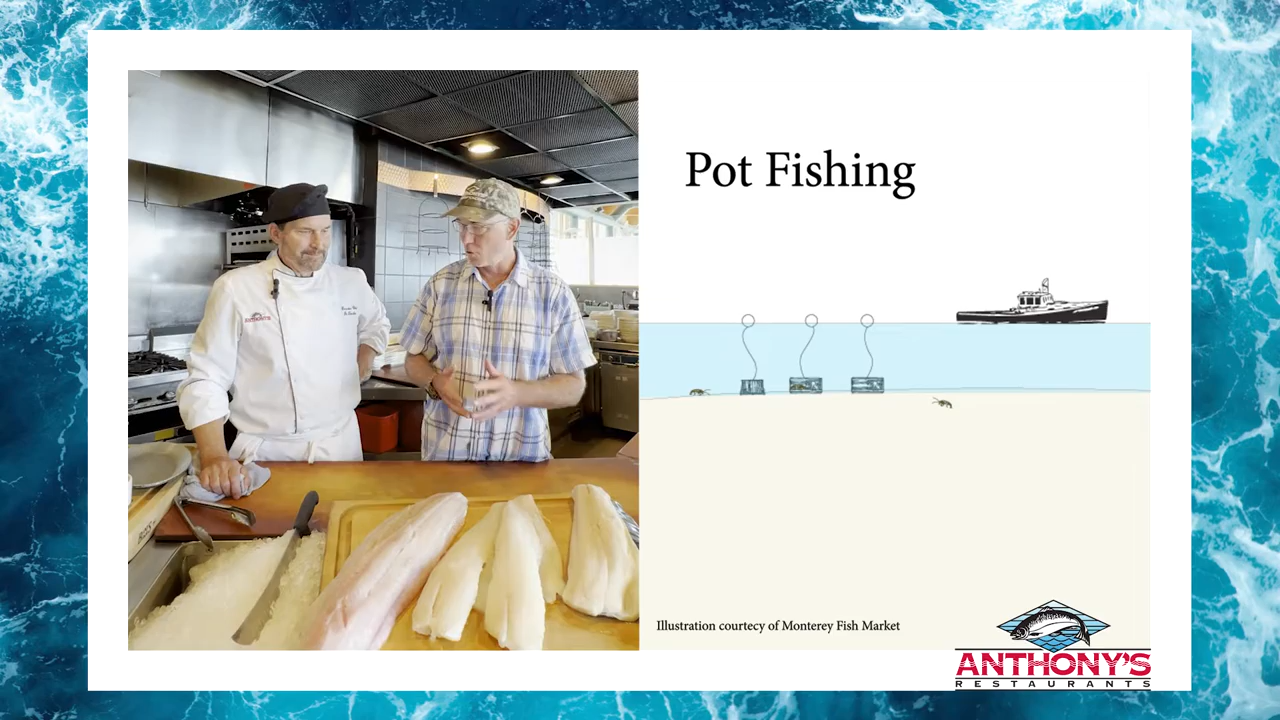 Pot Fishing
Illustration courtecy of Monterey Fish Market
ANTHONY'S
RESTAURANTS